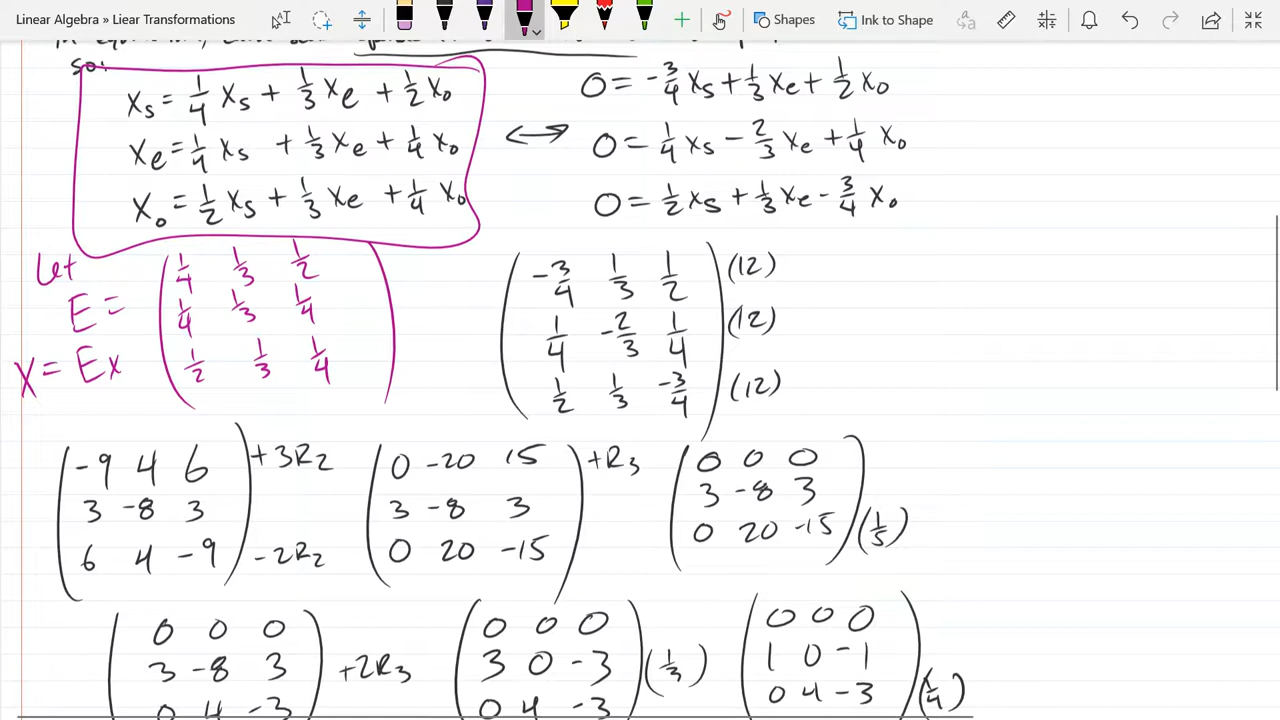 Linear Algebra » Liear Transformations
Shapes
Ink to Shape
so:
Xs = 1/4 Xs + 1/3 Xe + 1/2 Xo
Xe = 1/4 Xs + 1/3 Xe + 1/4 Xo
Xo = 1/2 Xs + 1/3 Xe + 1/4 Xo
↔
0 = -3/4 Xs + 1/3 Xe + 1/2 Xo
0 = 1/4 Xs - 2/3 Xe + 1/4 Xo
0 = 1/2 Xs + 1/3 Xe - 3/4 Xo
Let
E =
1/4 1/3 1/2
1/4 1/3 1/4
1/2 1/3 1/4
X = Ex
-3/4 1/3 1/2 (12)
1/4 -2/3 1/4 (12)
1/2 1/3 -3/4 (12)
-9 4 6 +3R2
3 -8 3
6 4 -9 -2R2
0 -20 15 +R3
3 -8 3
0 20 -15
0 0 0
3 -8 3
0 20 -15 (1/5)
0 0 0
3 -8 3 +2R3
0 4 -3
0 0 0
3 0 -3 (1/3)
0 4 -3
0 0 0
1 0 -1
0 4 -3 (1/4)